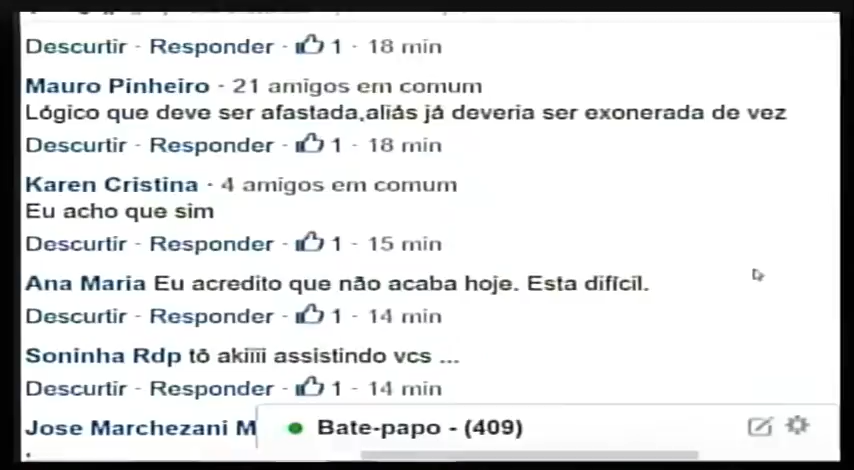 Descurtir · Responder · 1 · 18 min
Mauro Pinheiro · 21 amigos em comum
Lógico que deve ser afastada,aliás já deveria ser exonerada de vez
Descurtir · Responder · 1 · 18 min
Karen Cristina · 4 amigos em comum
Eu acho que sim
Descurtir · Responder · 1 · 15 min
Ana Maria Eu acredito que não acaba hoje. Esta difícil.
Descurtir · Responder · 1 · 14 min
Soninha Rdp tô akiiii assistindo vcs ...
Descurtir · Responder · 1 · 14 min
Jose Marchezani M
Bate-papo - (409)